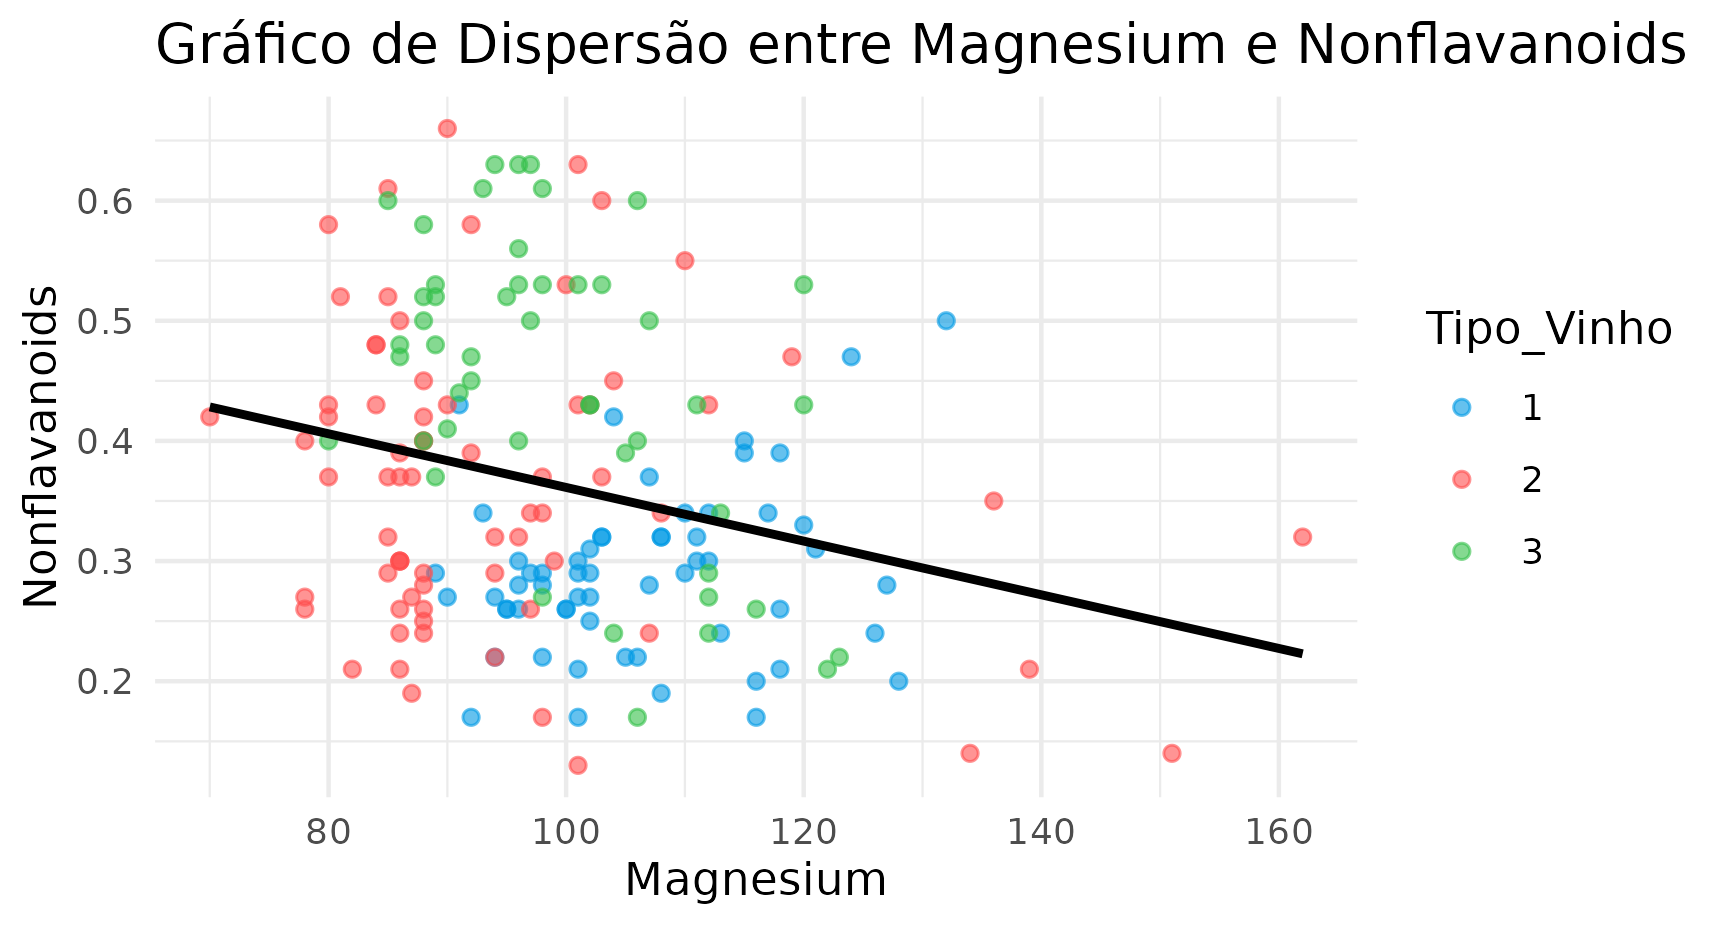 Gráfico de Dispersão entre Magnesium e Nonflavanoids
Nonflavanoids
0.6
0.5
0.4
0.3
0.2
80 100 120 140 160
Magnesium
Tipo_Vinho
1
2
3